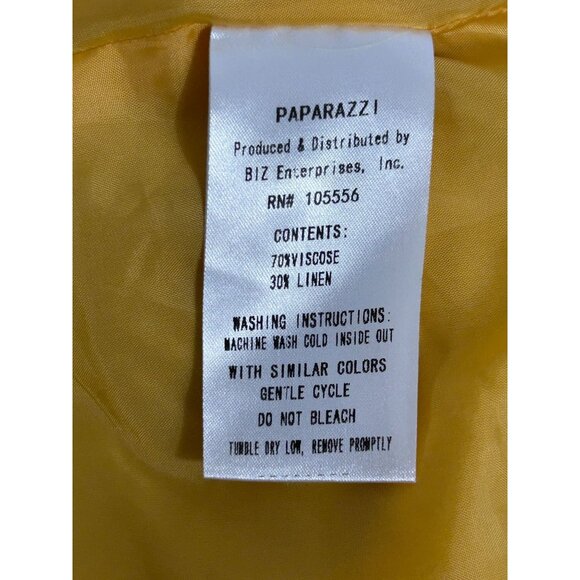 PAPARAZZI
Produced & Distributed by
BIZ Enterprises, Inc.
RN# 105556
CONTENTS:
70%VISCOSE
30% LINEN
WASHING INSTRUCTIONS:
MACHINE WASH COLD INSIDE OUT
WITH SIMILAR COLORS
GENTLE CYCLE
DO NOT BLEACH
TUMBLE DRY LOW, REMOVE PROMPTLY